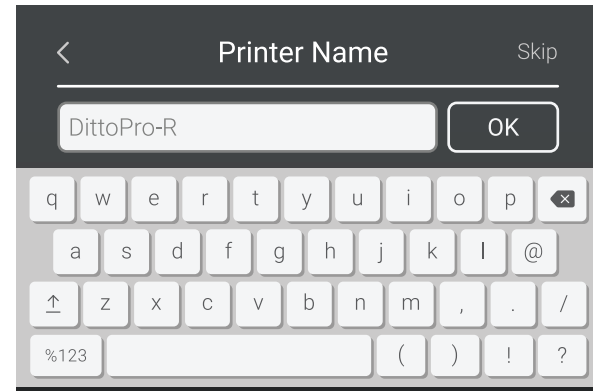 Printer Name Skip
DittoPro-R OK
q w e r t y u i o p
a s d f g h j k l @
z x c v b n m , . /
%123 ( ) ! ?